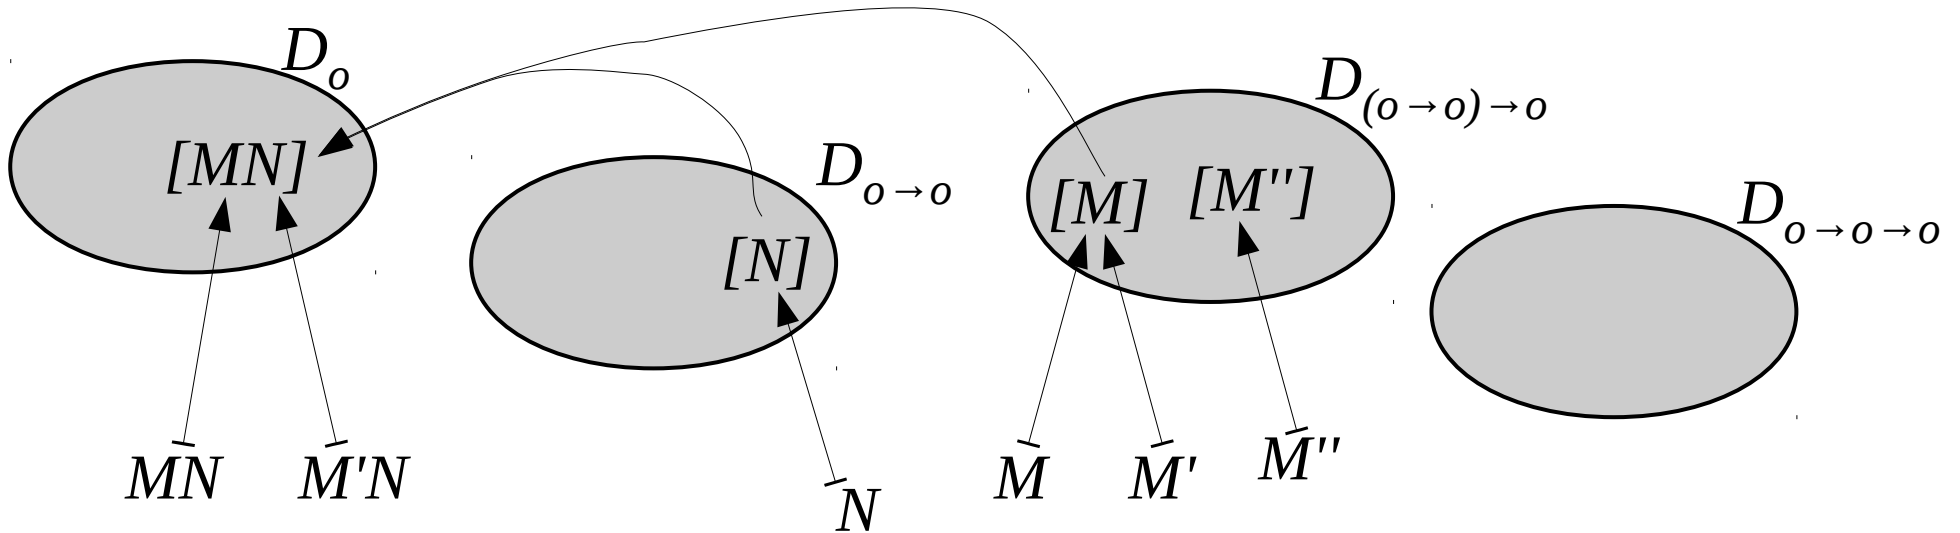 D_o
[MN]
D_{o→o}
[N]
D_{(o→o)→o}
[M] [M'']
D_{o→o→o}
MN
M'N
N
M
M'
M''